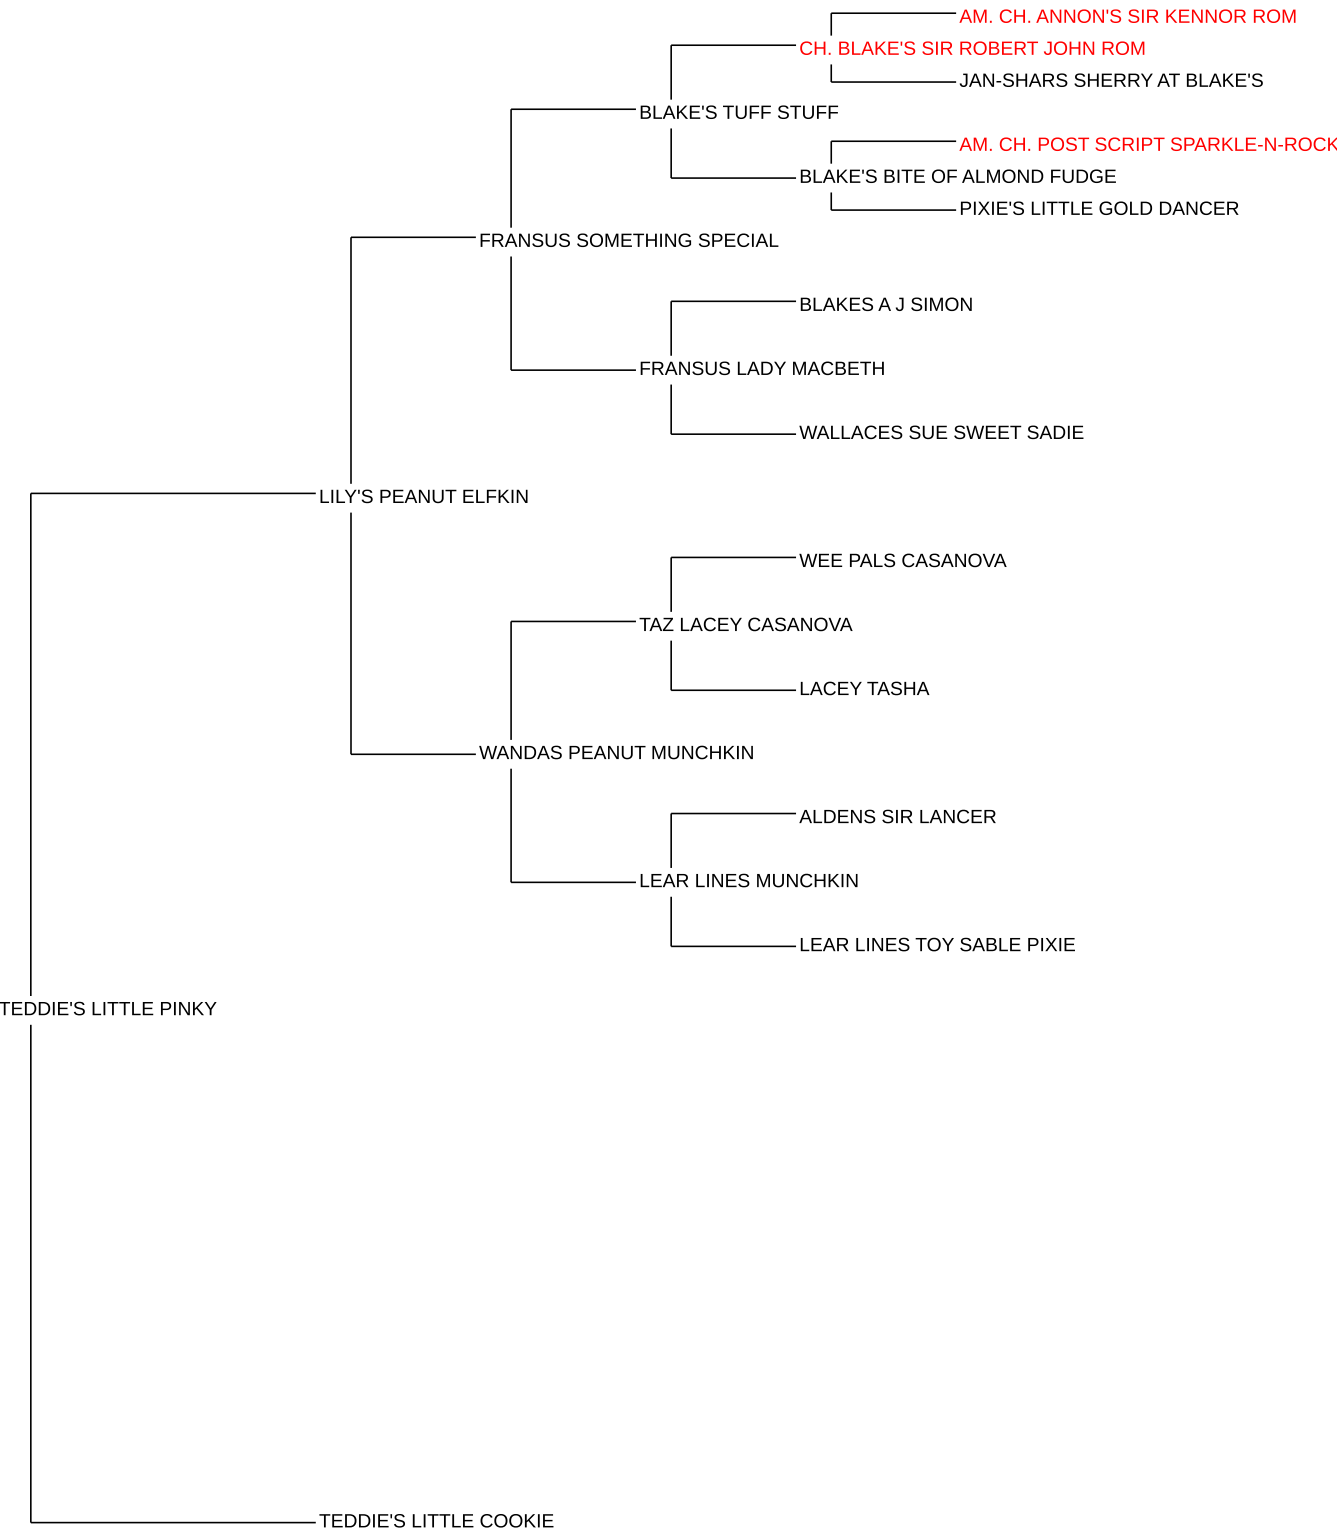 AM. CH. ANNON'S SIR KENNOR ROM
CH. BLAKE'S SIR ROBERT JOHN ROM
JAN-SHARS SHERRY AT BLAKE'S
BLAKE'S TUFF STUFF
AM. CH. POST SCRIPT SPARKLE-N-ROCK
BLAKE'S BITE OF ALMOND FUDGE
PIXIE'S LITTLE GOLD DANCER
FRANSUS SOMETHING SPECIAL
BLAKES A J SIMON
FRANSUS LADY MACBETH
WALLACES SUE SWEET SADIE
LILY'S PEANUT ELFKIN
WEE PALS CASANOVA
TAZ LACEY CASANOVA
LACEY TASHA
WANDAS PEANUT MUNCHKIN
ALDENS SIR LANCER
LEAR LINES MUNCHKIN
LEAR LINES TOY SABLE PIXIE
TEDDIE'S LITTLE PINKY
TEDDIE'S LITTLE COOKIE